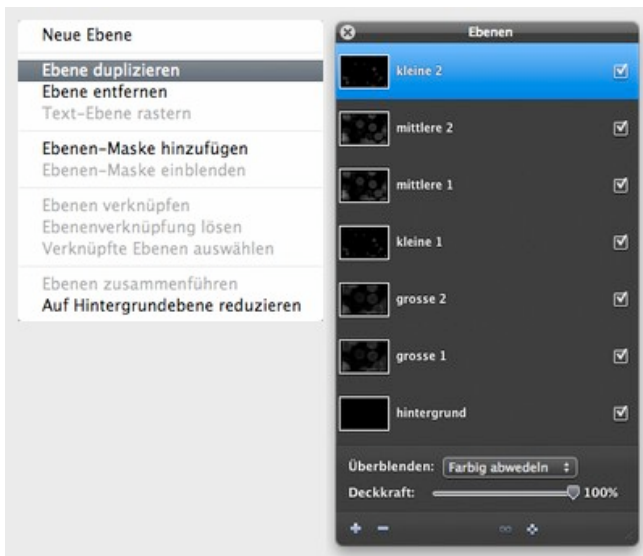 Neue Ebene
Ebene duplizieren
Ebene entfernen
Text-Ebene rastern
Ebenen-Maske hinzufügen
Ebenen-Maske einblenden
Ebenen verknüpfen
Ebenenverknüpfung lösen
Verknüpfte Ebenen auswählen
Ebenen zusammenführen
Auf Hintergrundebene reduzieren
Ebenen
kleine 2
mittlere 2
mittlere 1
kleine 1
grosse 2
grosse 1
hintergrund
Überblenden: Farbig abwedeln
Deckkraft: 100%